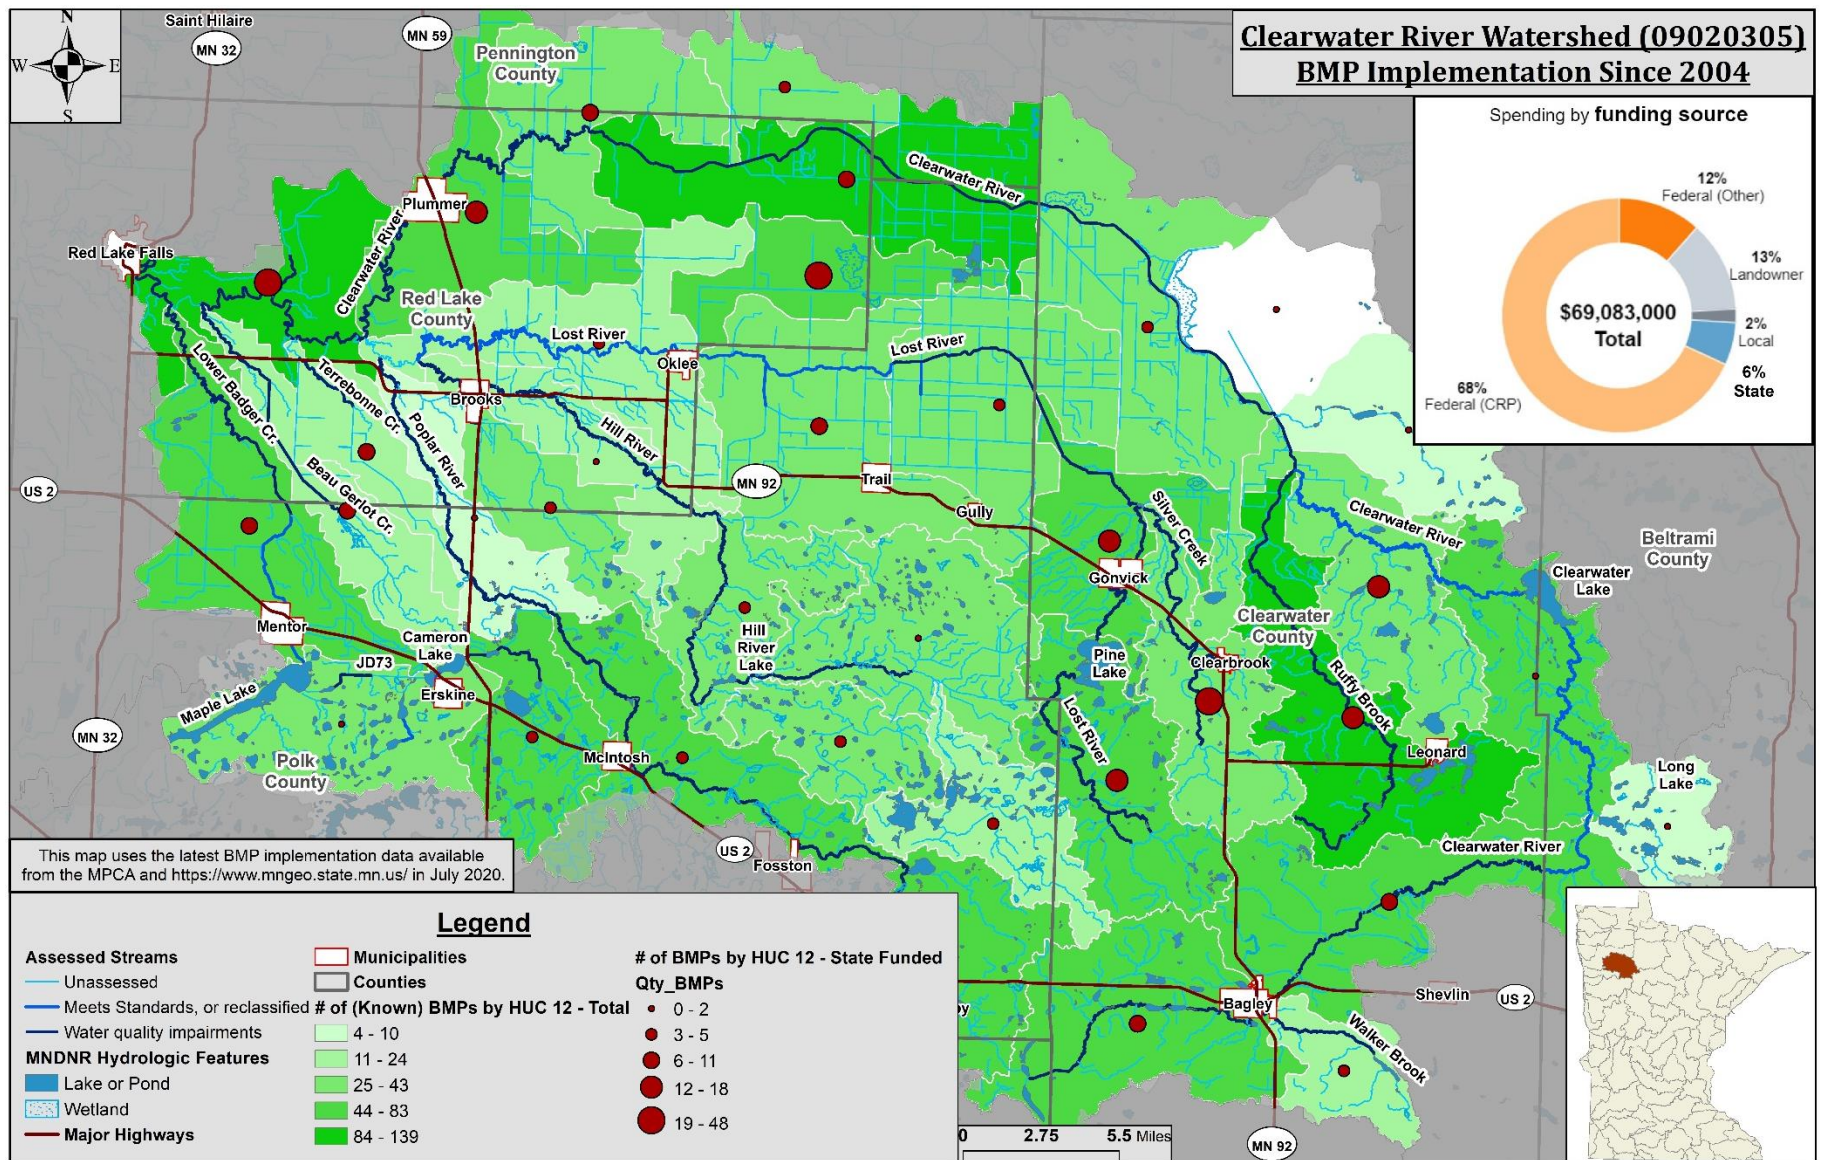 Clearwater River Watershed (09020305)
BMP Implementation Since 2004
N
W
E
S
Saint Hilaire
MN 32
MN 59
Pennington
County
Spending by funding source
12%
Federal (Other)
13%
Landowner
$69,083,000
Total
2%
Local
6%
State
68%
Federal (CRP)
Clearwater River
Plummer
Clearwater River
Red Lake Falls
Red Lake
County
Lost River
Lost River
Oklee
Lower Badger Cr.
Terrebonne Cr.
Brooks
Poplar River
Hill River
Beau Gerlot Cr.
US 2
MN 92
Trail
Gully
Silver Creek
Clearwater River
Beltrami
County
Gonvick
Clearwater
Lake
Mentor
Cameron
Lake
Hill
River
Lake
Clearwater
County
JD73
Pine
Lake
Clearbrook
Ruffy Brook
Erskine
Maple Lake
Lost River
MN 32
McIntosh
Leonard
Polk
County
Long
Lake
US 2
Fosston
Clearwater River
This map uses the latest BMP implementation data available
from the MPCA and https://www.mngeo.state.mn.us/ in July 2020.
Bagley
Shevlin
US 2
Walker Brook
MN 92
Legend
Assessed Streams
Unassessed
Meets Standards, or reclassified
Water quality impairments
MNDNR Hydrologic Features
Lake or Pond
Wetland
Major Highways
Municipalities
Counties
# of (Known) BMPs by HUC 12 - Total
4 - 10
11 - 24
25 - 43
44 - 83
84 - 139
# of BMPs by HUC 12 - State Funded
Qty_BMPs
0 - 2
3 - 5
6 - 11
12 - 18
19 - 48
0 2.75 5.5 Miles